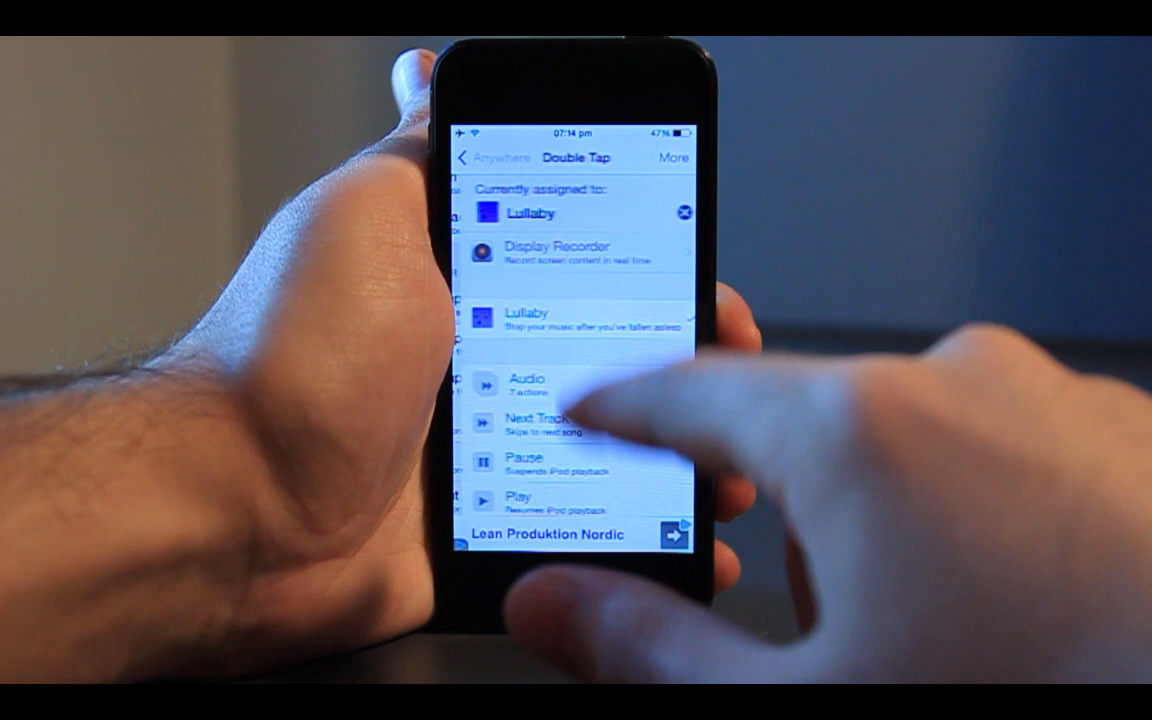 07:14 pm 47%
Anywhere Double Tap More
Currently assigned to:
Lullaby
Display Recorder
Record screen content in real time
Lullaby
Stop your music after you've fallen asleep
Audio
7 actions
Next Track
Skips to next song
Pause
Suspends iPod playback
Play
Resumes iPod playback
Lean Produktion Nordic